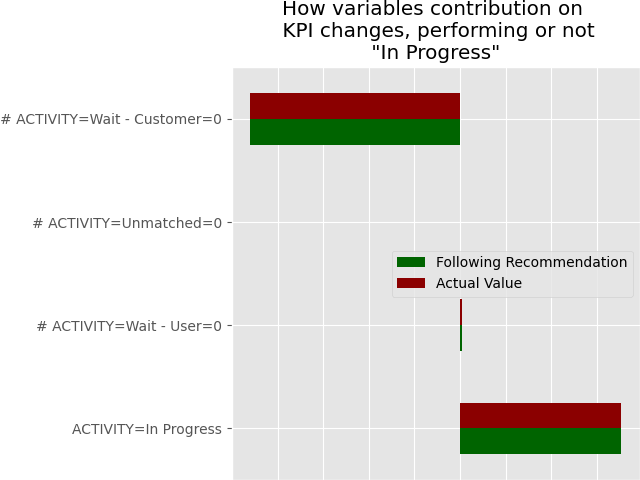 How variables contribution on
KPI changes, performing or not
"In Progress"
# ACTIVITY=Wait - Customer=0
# ACTIVITY=Unmatched=0
Following Recommendation
Actual Value
# ACTIVITY=Wait - User=0
ACTIVITY=In Progress